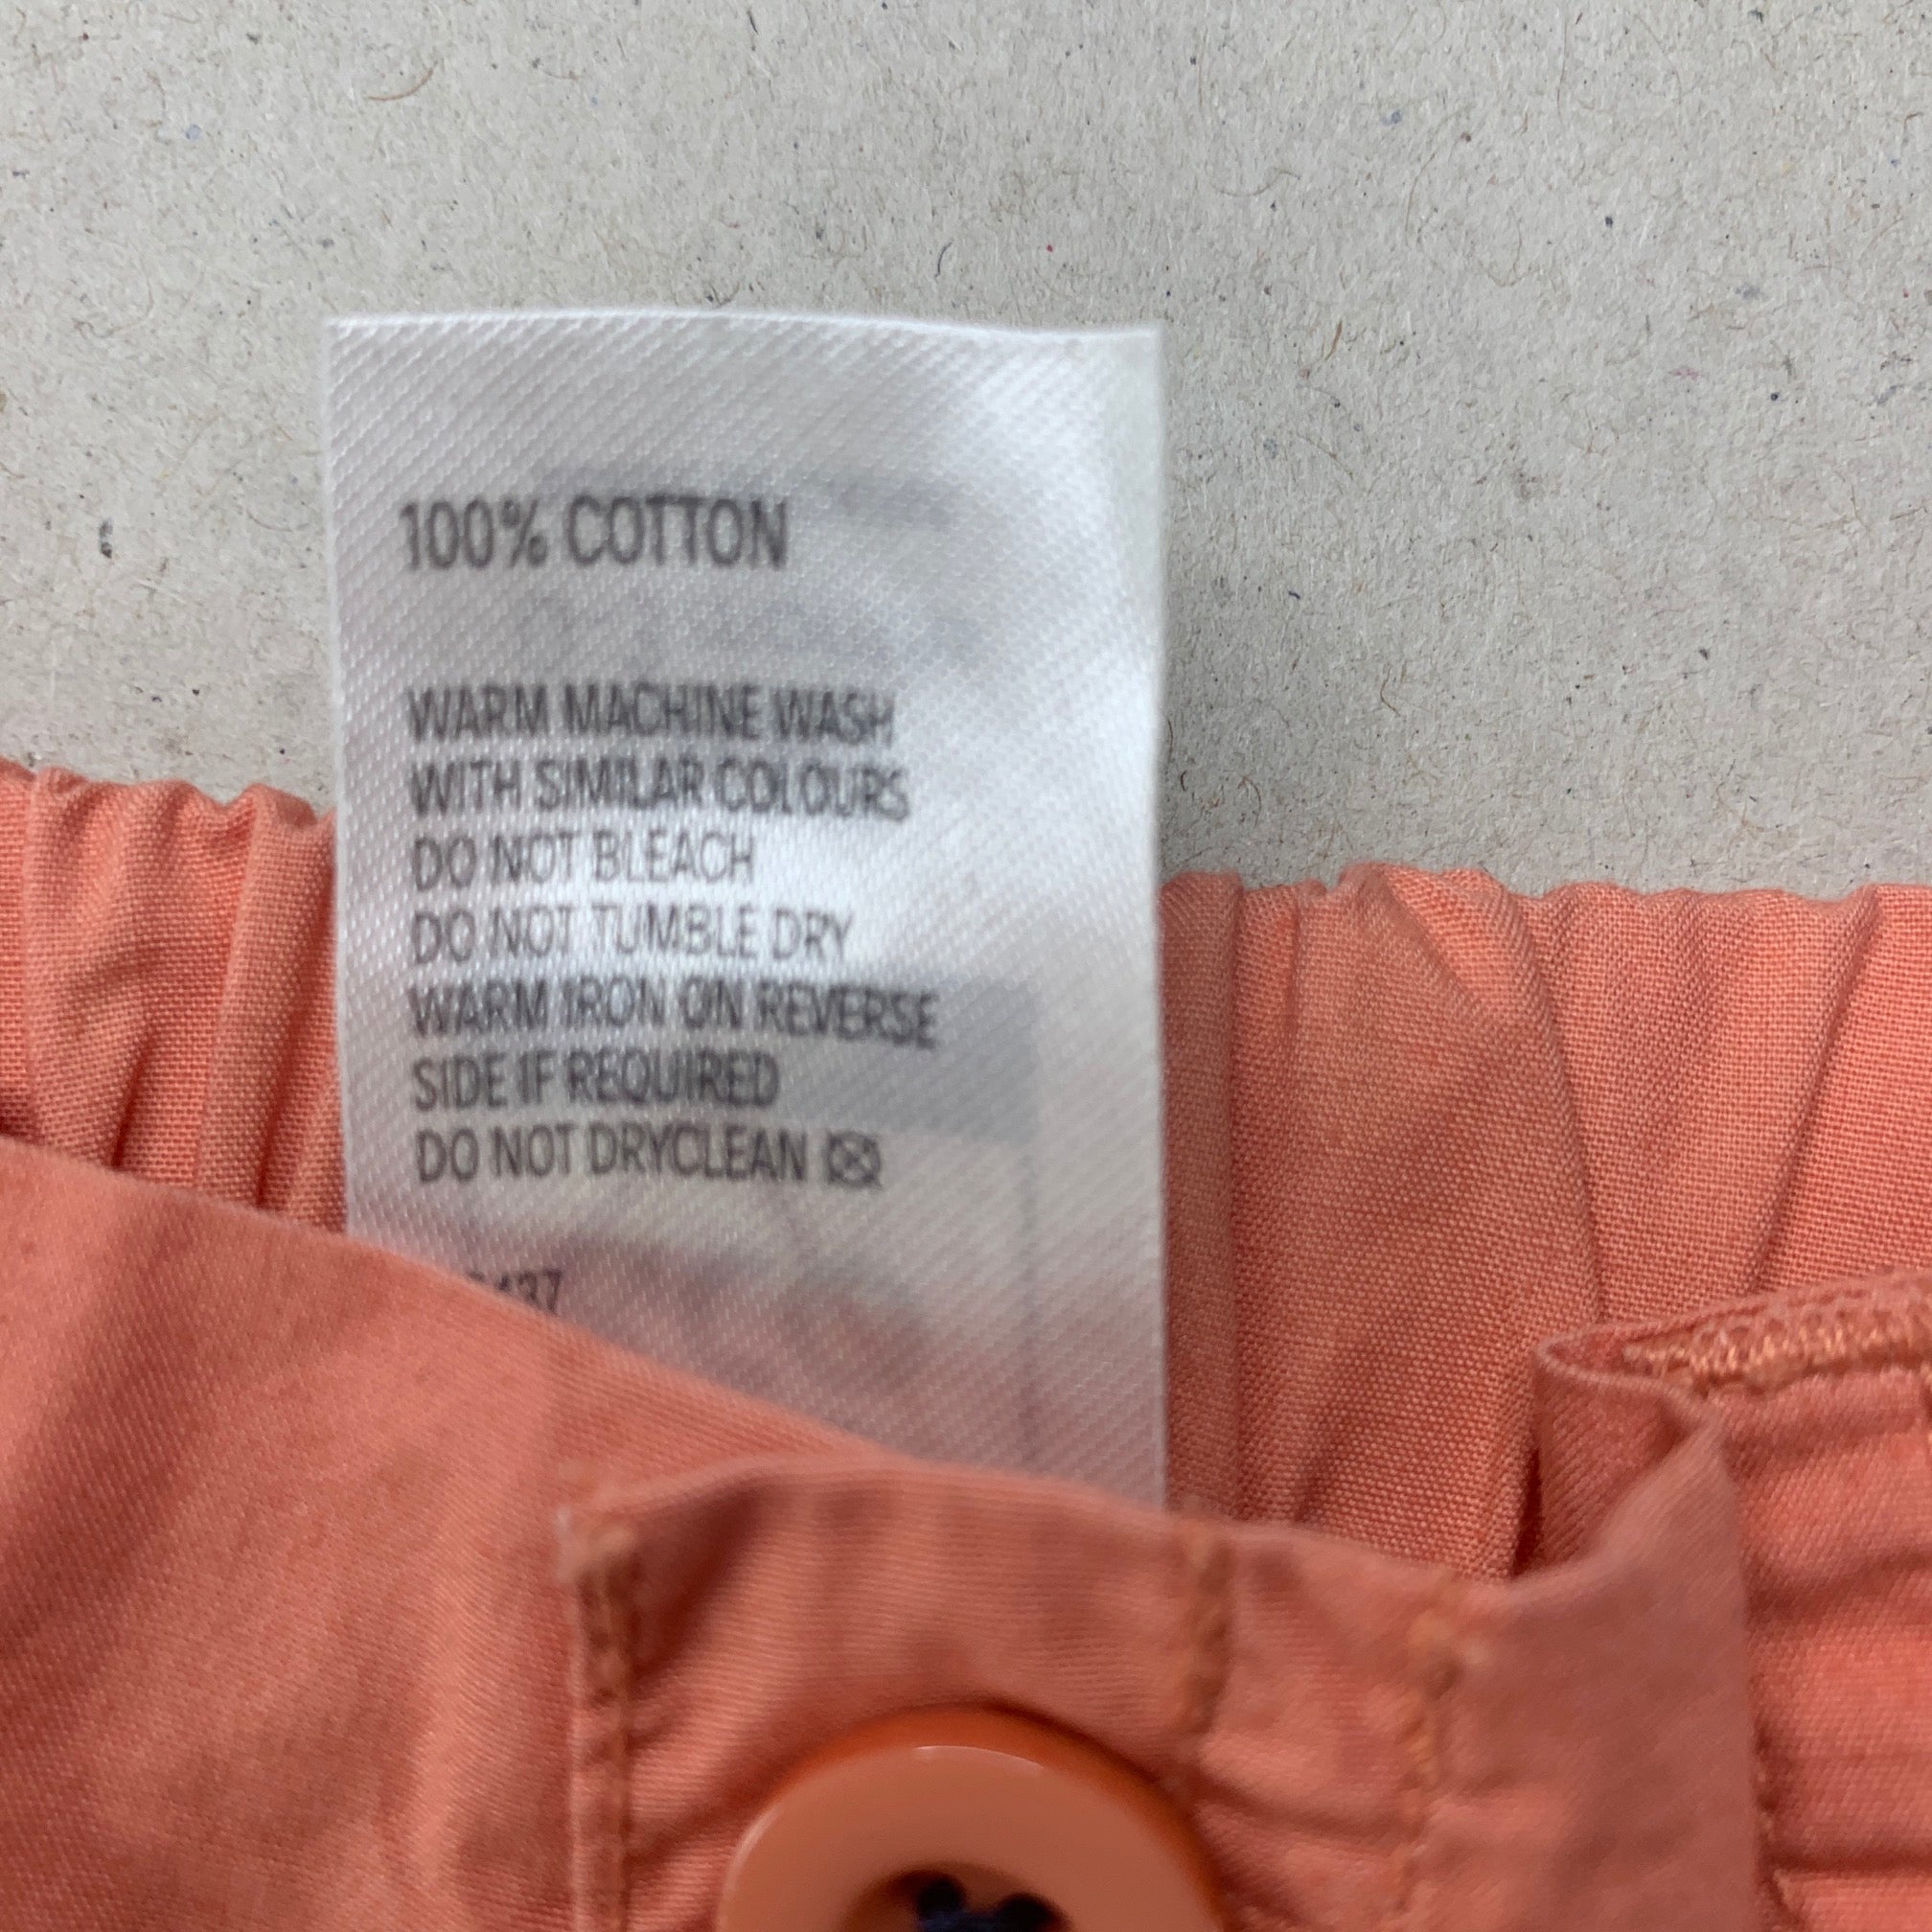 100% COTTON
WARM MACHINE WASH
WITH SIMILAR COLOURS
DO NOT BLEACH
DO NOT TUMBLE DRY
WARM IRON ON REVERSE
SIDE IF REQUIRED
DO NOT DRYCLEAN